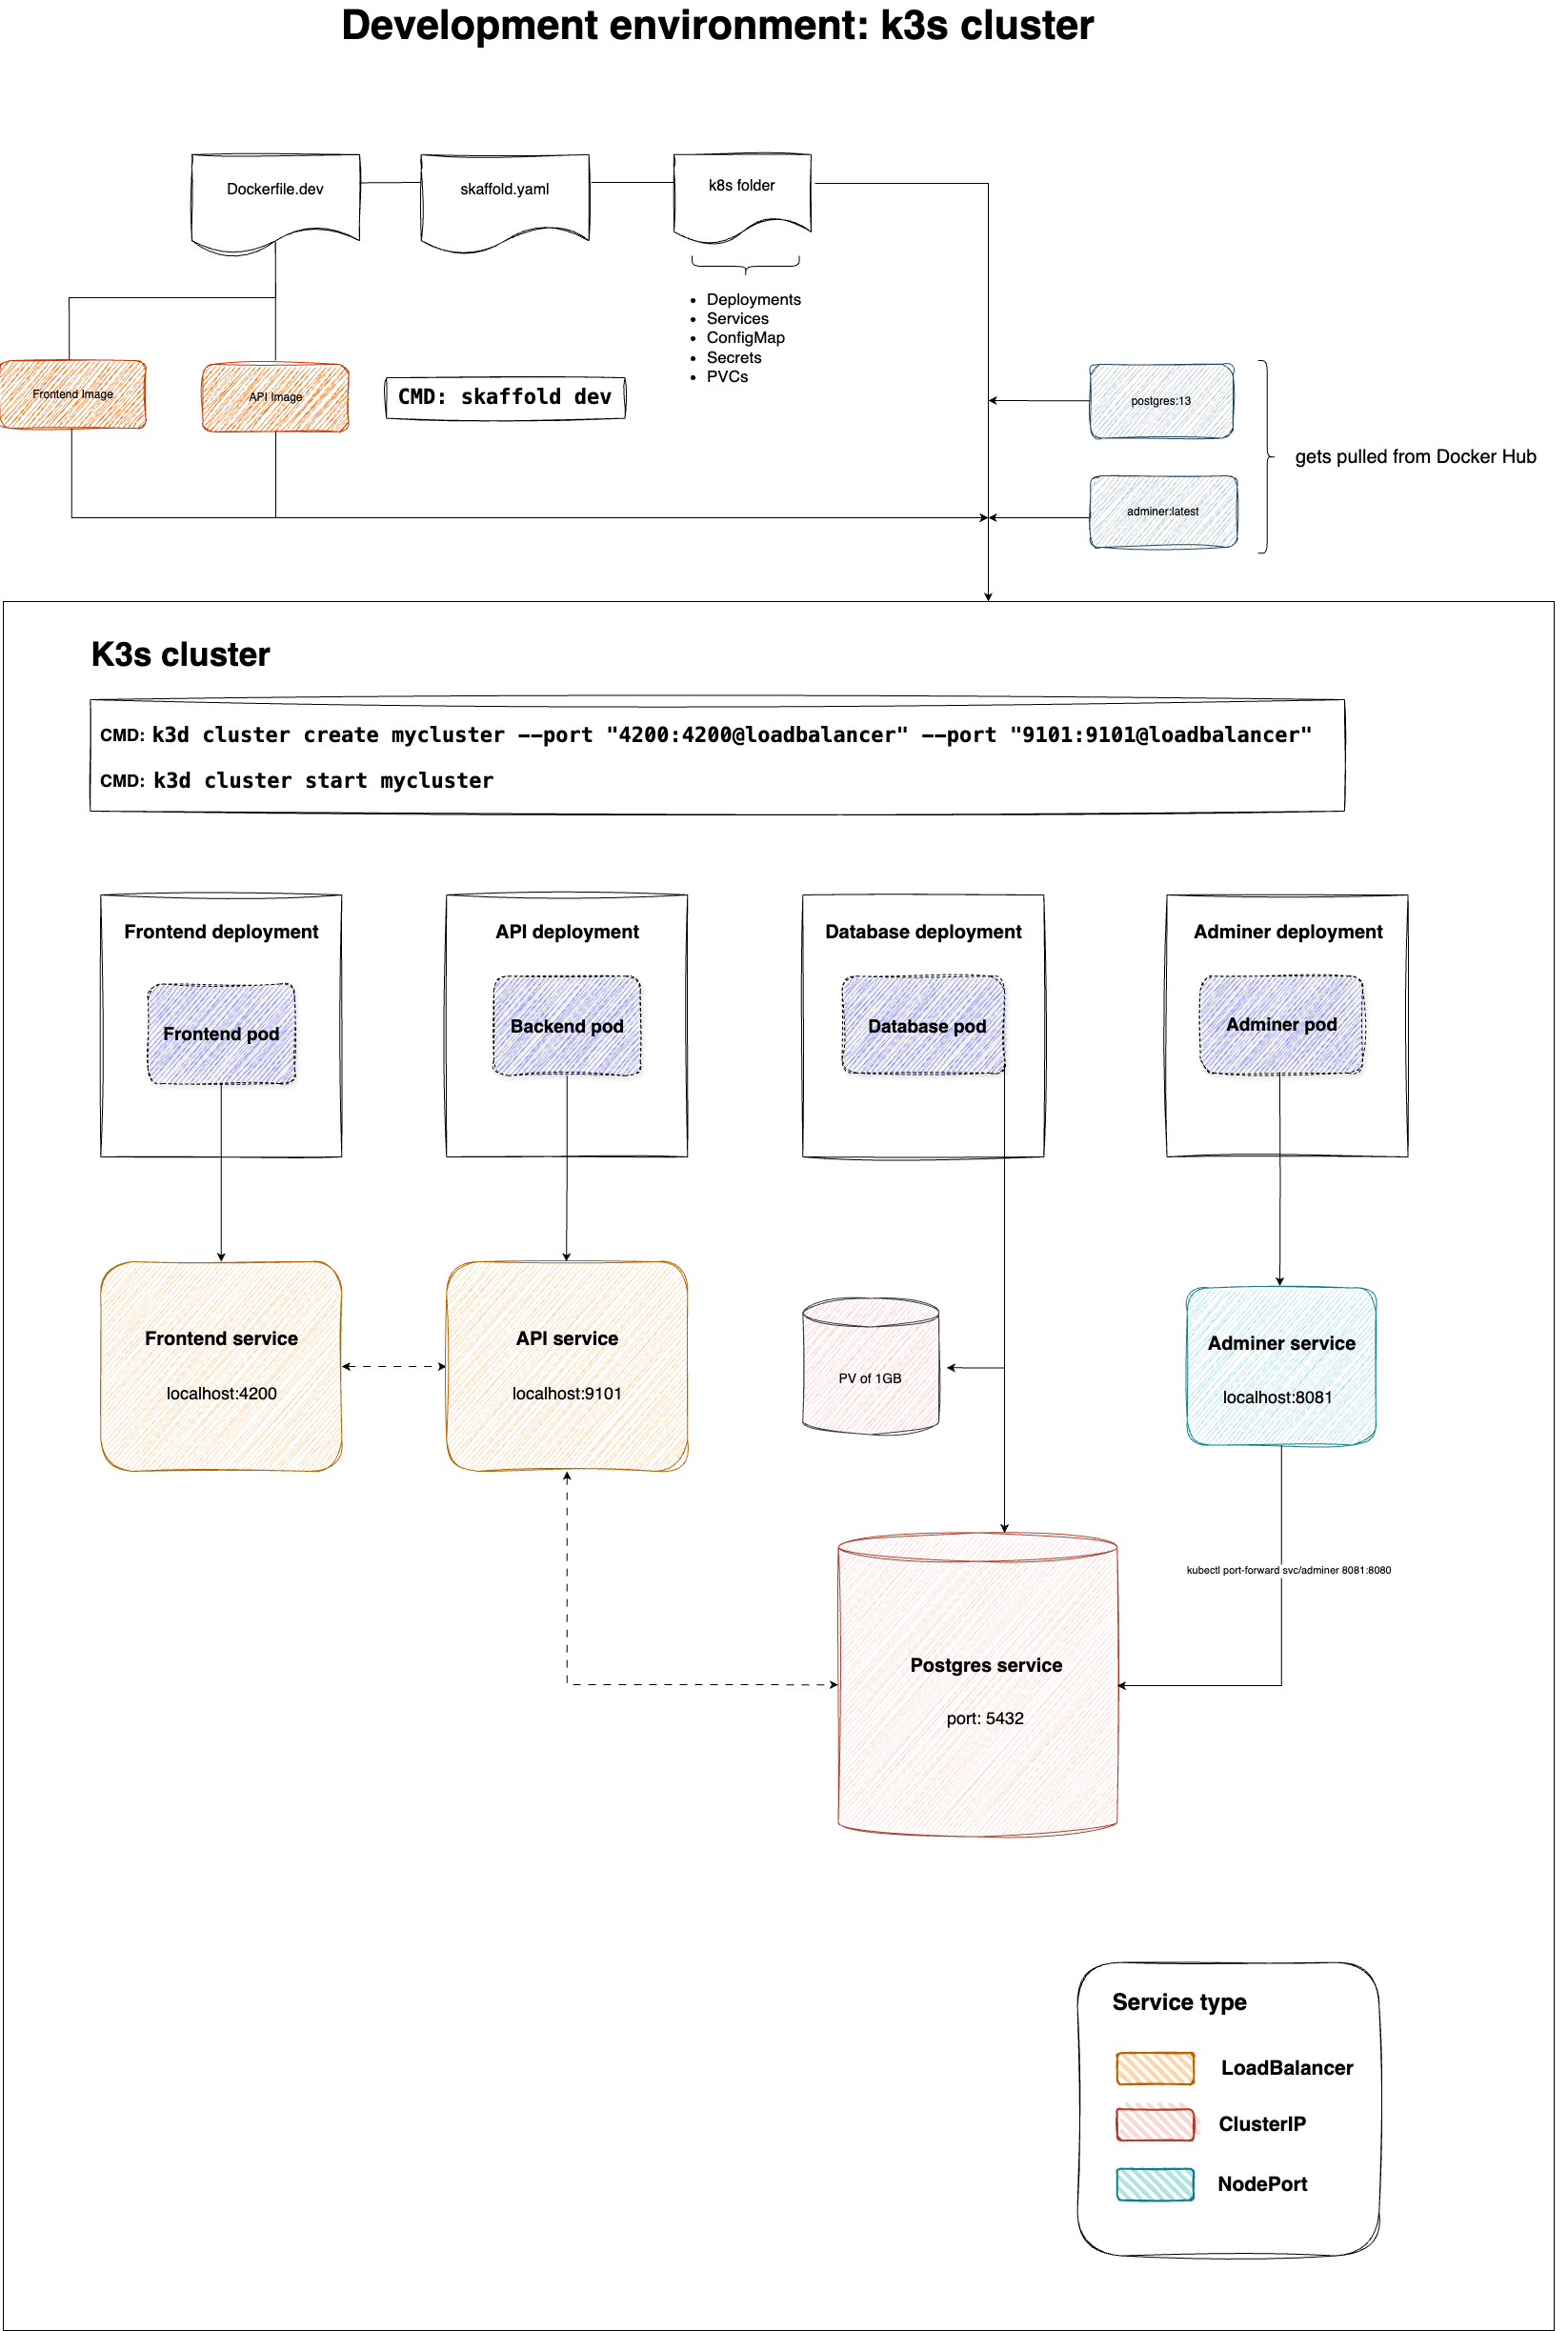 Development environment: k3s cluster
Dockerfile.dev
skaffold.yaml
k8s folder
• Deployments
• Services
• ConfigMap
• Secrets
• PVCs
Frontend Image
API Image
CMD: skaffold dev
postgres:13
adminer:latest
gets pulled from Docker Hub
K3s cluster
CMD: k3d cluster create mycluster --port "4200:4200@loadbalancer" --port "9101:9101@loadbalancer"
CMD: k3d cluster start mycluster
Frontend deployment
Frontend pod
API deployment
Backend pod
Database deployment
Database pod
Adminer deployment
Adminer pod
Frontend service
localhost:4200
API service
localhost:9101
PV of 1GB
Adminer service
localhost:8081
kubectl port-forward svc/adminer 8081:8080
Postgres service
port: 5432
Service type
LoadBalancer
ClusterIP
NodePort